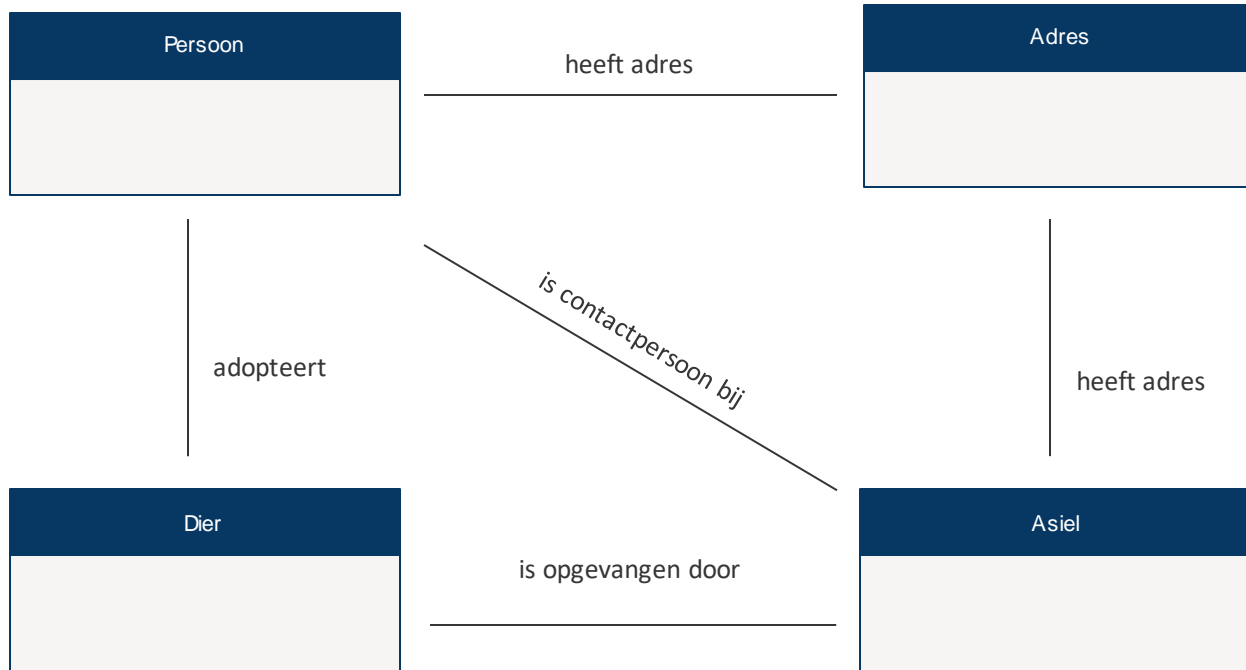 Persoon
heeft adres
Adres
is contactpersoon bij
adopteert
heeft adres
Dier
is opgevangen door
Asiel